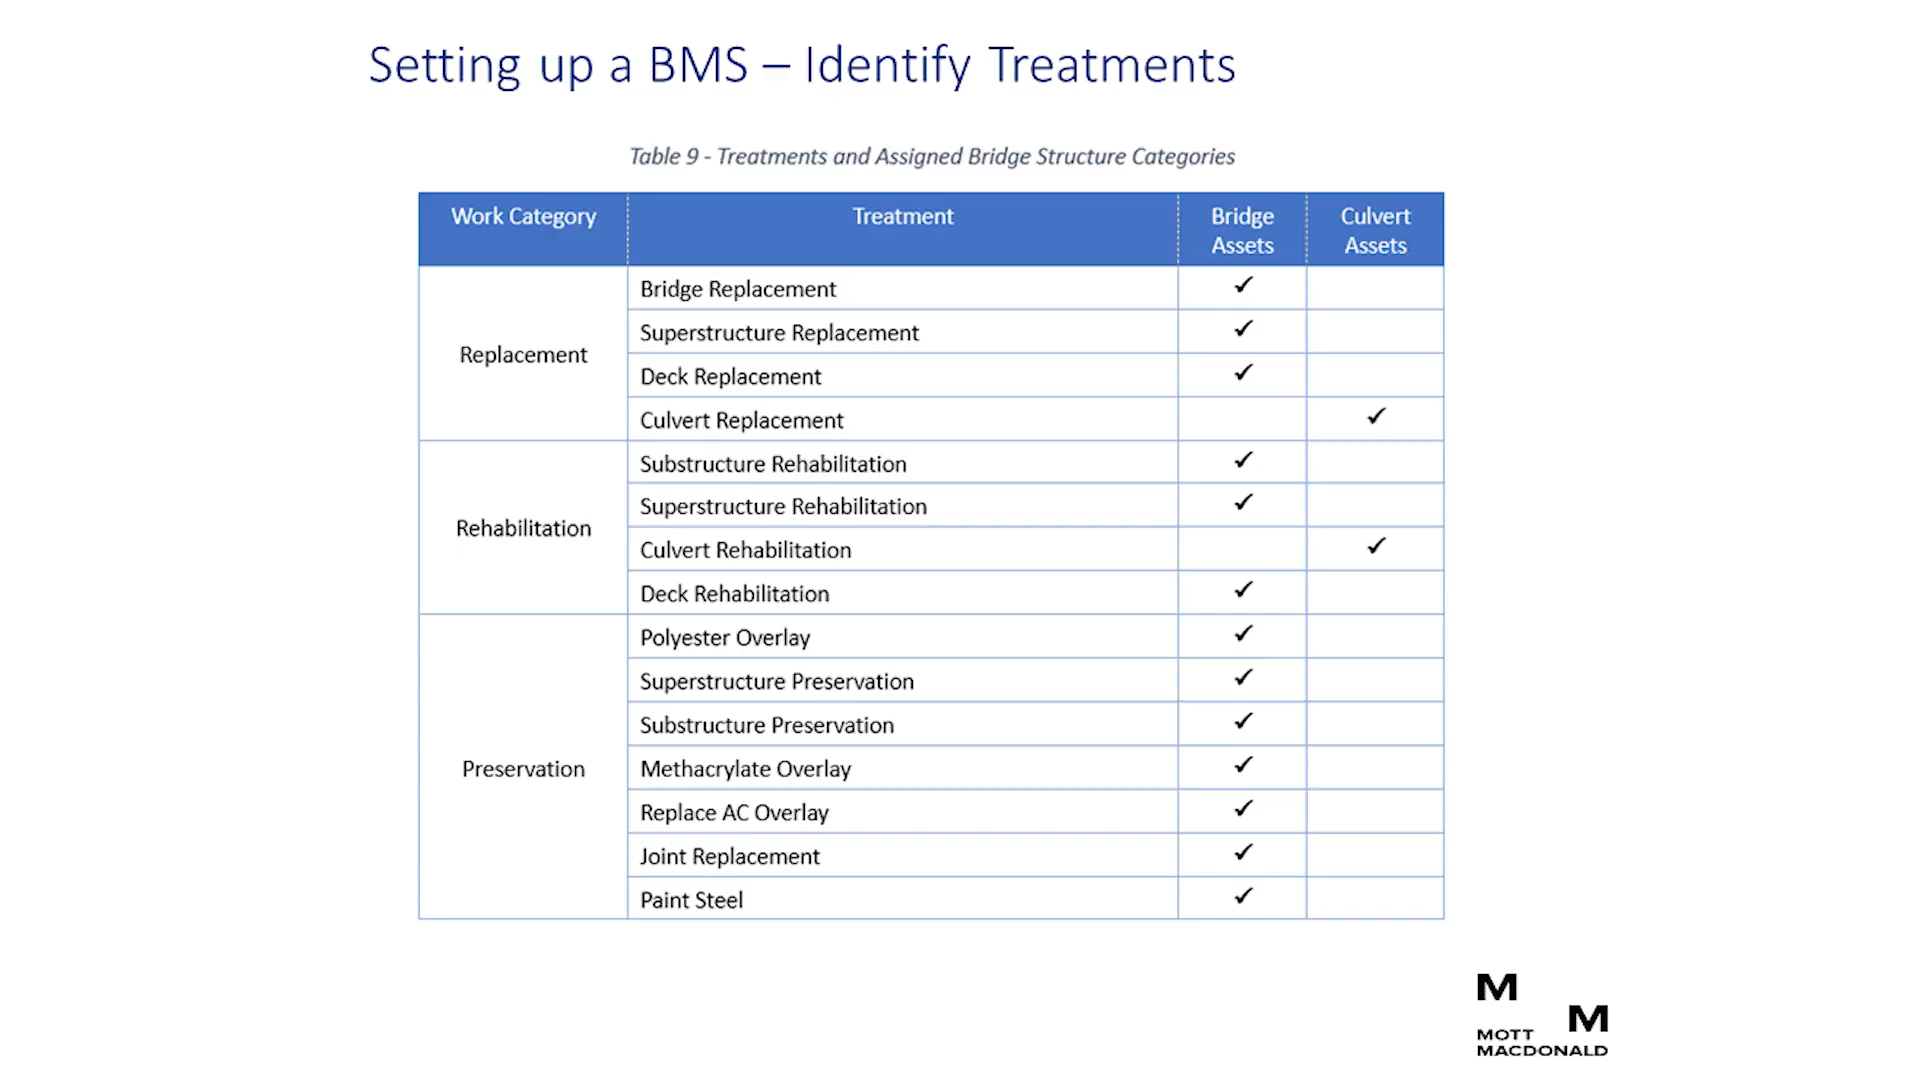 Setting up a BMS – Identify Treatments
Table 9 - Treatments and Assigned Bridge Structure Categories
Work Category Treatment Bridge Assets Culvert Assets
Replacement
Bridge Replacement ✓
Superstructure Replacement ✓
Deck Replacement ✓
Culvert Replacement ✓
Rehabilitation
Substructure Rehabilitation ✓
Superstructure Rehabilitation ✓
Culvert Rehabilitation ✓
Deck Rehabilitation ✓
Preservation
Polyester Overlay ✓
Superstructure Preservation ✓
Substructure Preservation ✓
Methacrylate Overlay ✓
Replace AC Overlay ✓
Joint Replacement ✓
Paint Steel ✓
M
M
MOTT
MACDONALD